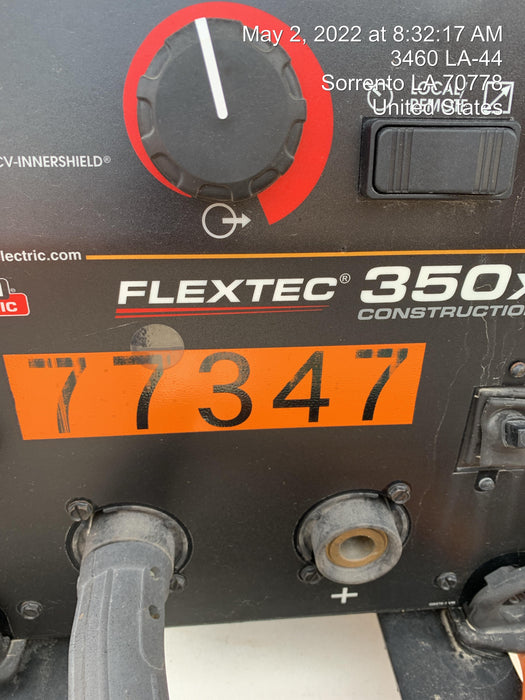 May 2, 2022 at 8:32:17 AM
3460 LA-44
Sorrento LA 70778
United States
LOCAL/
REMOTE
CV-INNERSHIELD®
lectric.com
FLEXTEC® 350x
CONSTRUCTION
77347
+